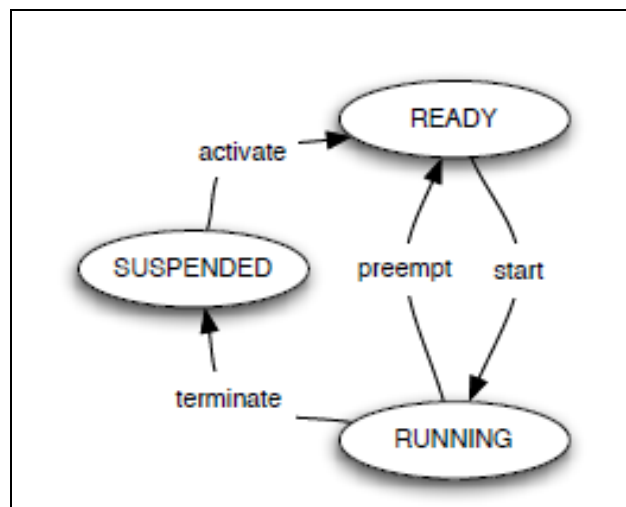 READY
activate
SUSPENDED
preempt
start
terminate
RUNNING